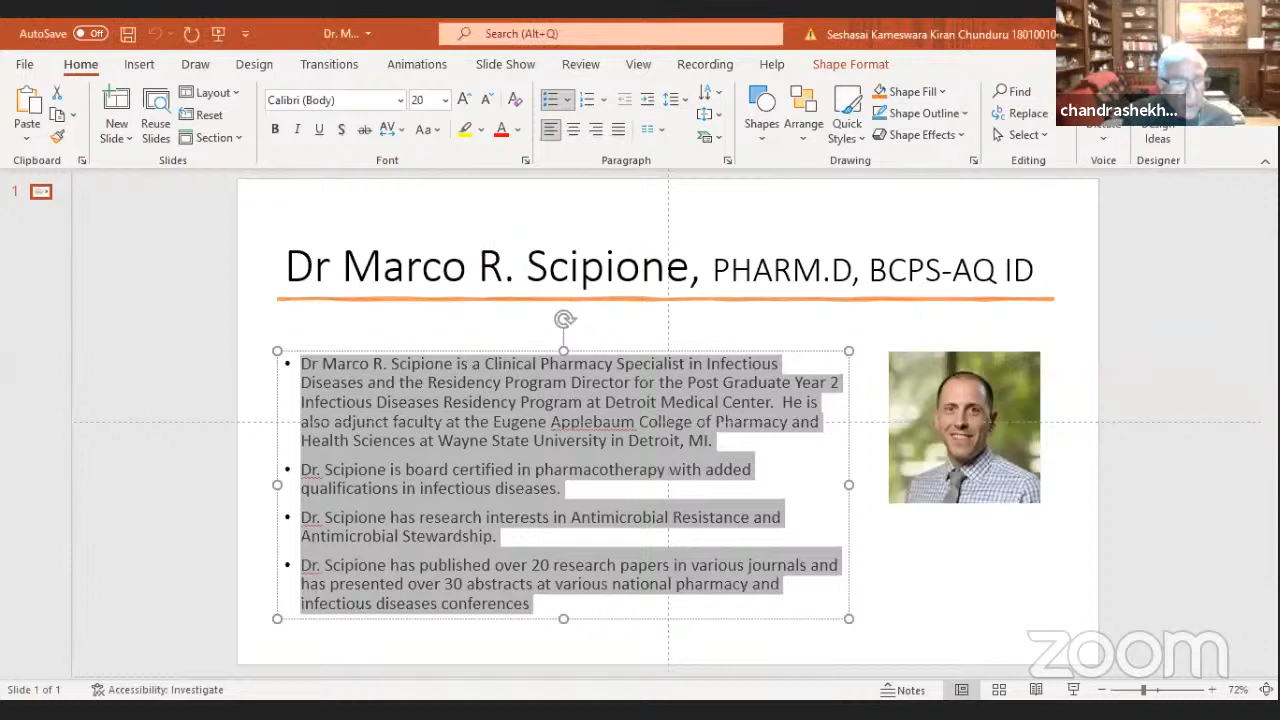 AutoSave Off Dr. M... Search (Alt+Q) Seshasai Kameswara Kiran Chunduru 18010010
File Home Insert Draw Design Transitions Animations Slide Show Review View Recording Help Shape Format
chandrashekh...
Paste New Slide Reuse Slides Layout Reset Section
Calibri (Body) 20
Shapes Arrange Quick Styles Shape Fill Shape Outline Shape Effects
Find Replace Select
Design Ideas
Clipboard Slides Font Paragraph Drawing Editing Voice Designer
1
Dr Marco R. Scipione, PHARM.D, BCPS-AQ ID
• Dr Marco R. Scipione is a Clinical Pharmacy Specialist in Infectious
Diseases and the Residency Program Director for the Post Graduate Year 2
Infectious Diseases Residency Program at Detroit Medical Center. He is
also adjunct faculty at the Eugene Applebaum College of Pharmacy and
Health Sciences at Wayne State University in Detroit, MI.
• Dr. Scipione is board certified in pharmacotherapy with added
qualifications in infectious diseases.
• Dr. Scipione has research interests in Antimicrobial Resistance and
Antimicrobial Stewardship.
• Dr. Scipione has published over 20 research papers in various journals and
has presented over 30 abstracts at various national pharmacy and
infectious diseases conferences
zoom
Slide 1 of 1 Accessibility: Investigate Notes 72%